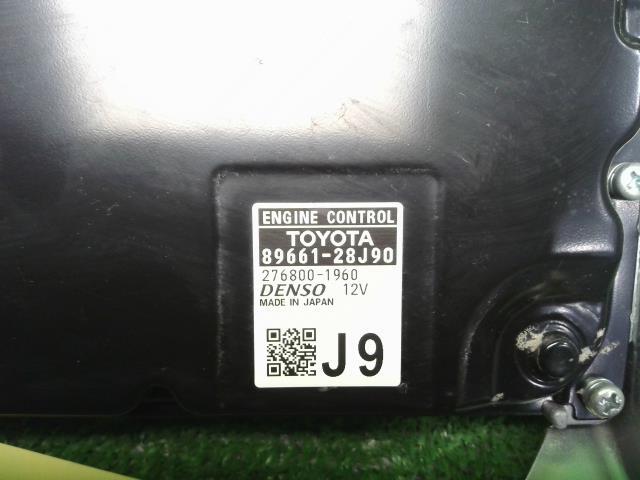 ENGINE CONTROL
TOYOTA
89661-28J90
276800-1960
DENSO 12V
MADE IN JAPAN
J9